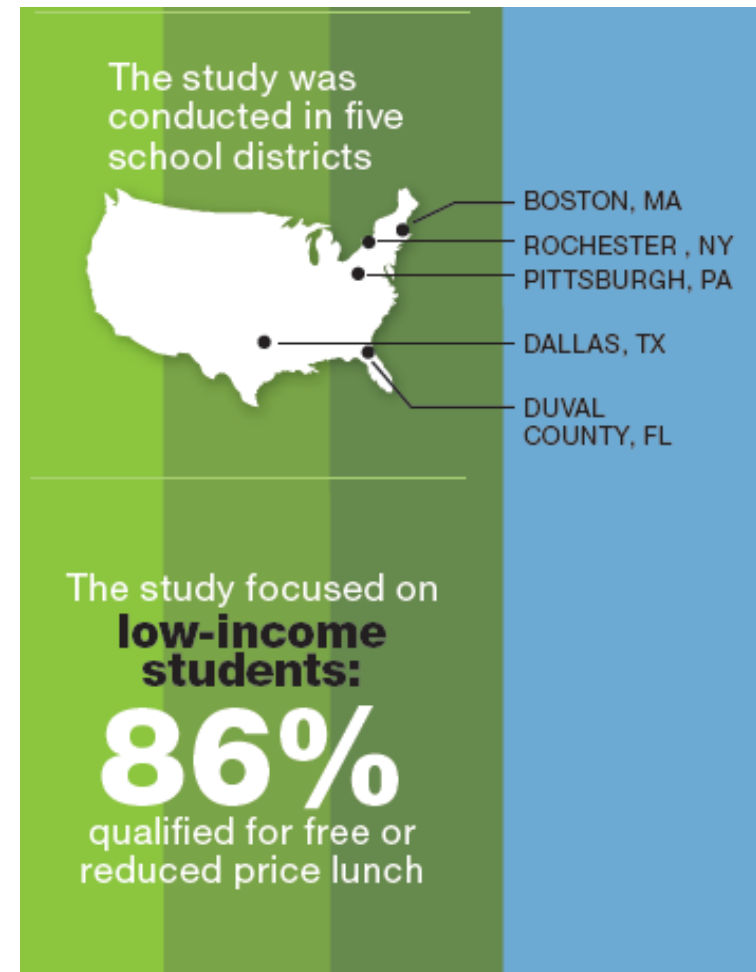 The study was
conducted in five
school districts
BOSTON, MA
ROCHESTER , NY
PITTSBURGH, PA
DALLAS, TX
DUVAL
COUNTY, FL
The study focused on
low-income
students:
86%
qualified for free or
reduced price lunch